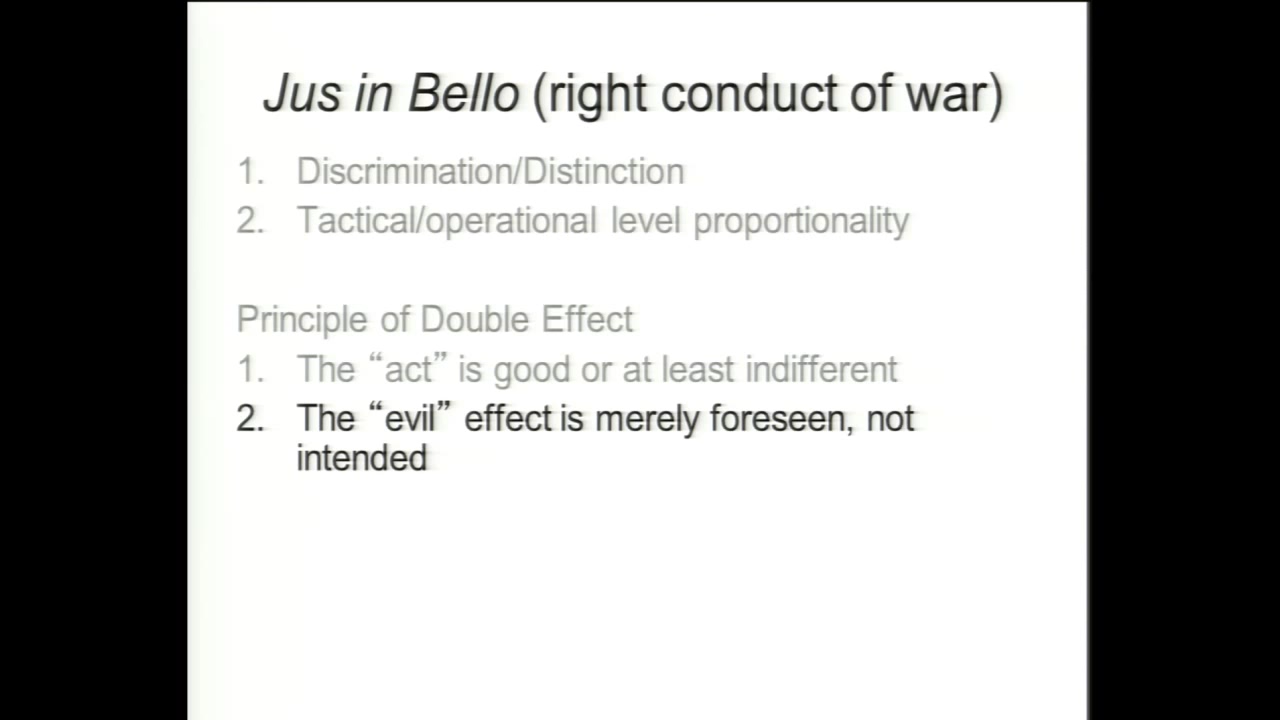 Jus in Bello (right conduct of war)
1. Discrimination/Distinction
2. Tactical/operational level proportionality
Principle of Double Effect
1. The “act” is good or at least indifferent
2. The “evil” effect is merely foreseen, not
intended